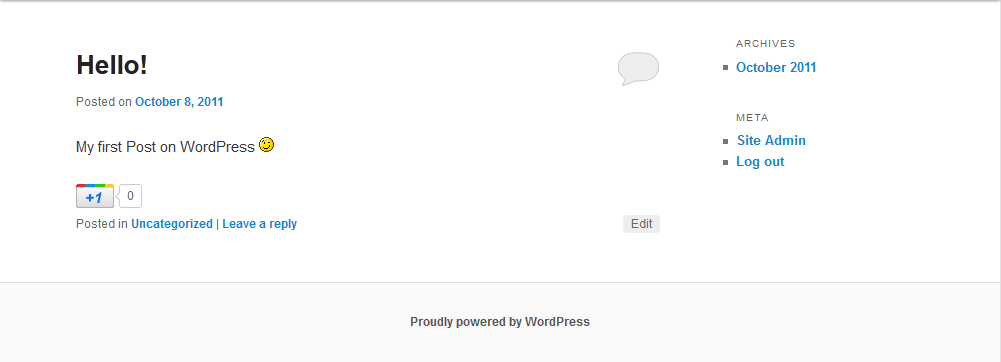 Hello!
Posted on October 8, 2011
My first Post on WordPress
+1 0
Posted in Uncategorized | Leave a reply
Edit
ARCHIVES
October 2011
META
Site Admin
Log out
Proudly powered by WordPress